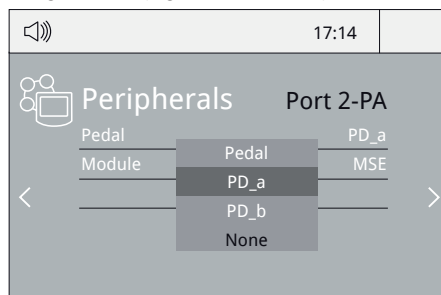 17:14
Peripherals Port 2-PA
Pedal PD_a
Module MSE
Pedal
PD_a
PD_b
None